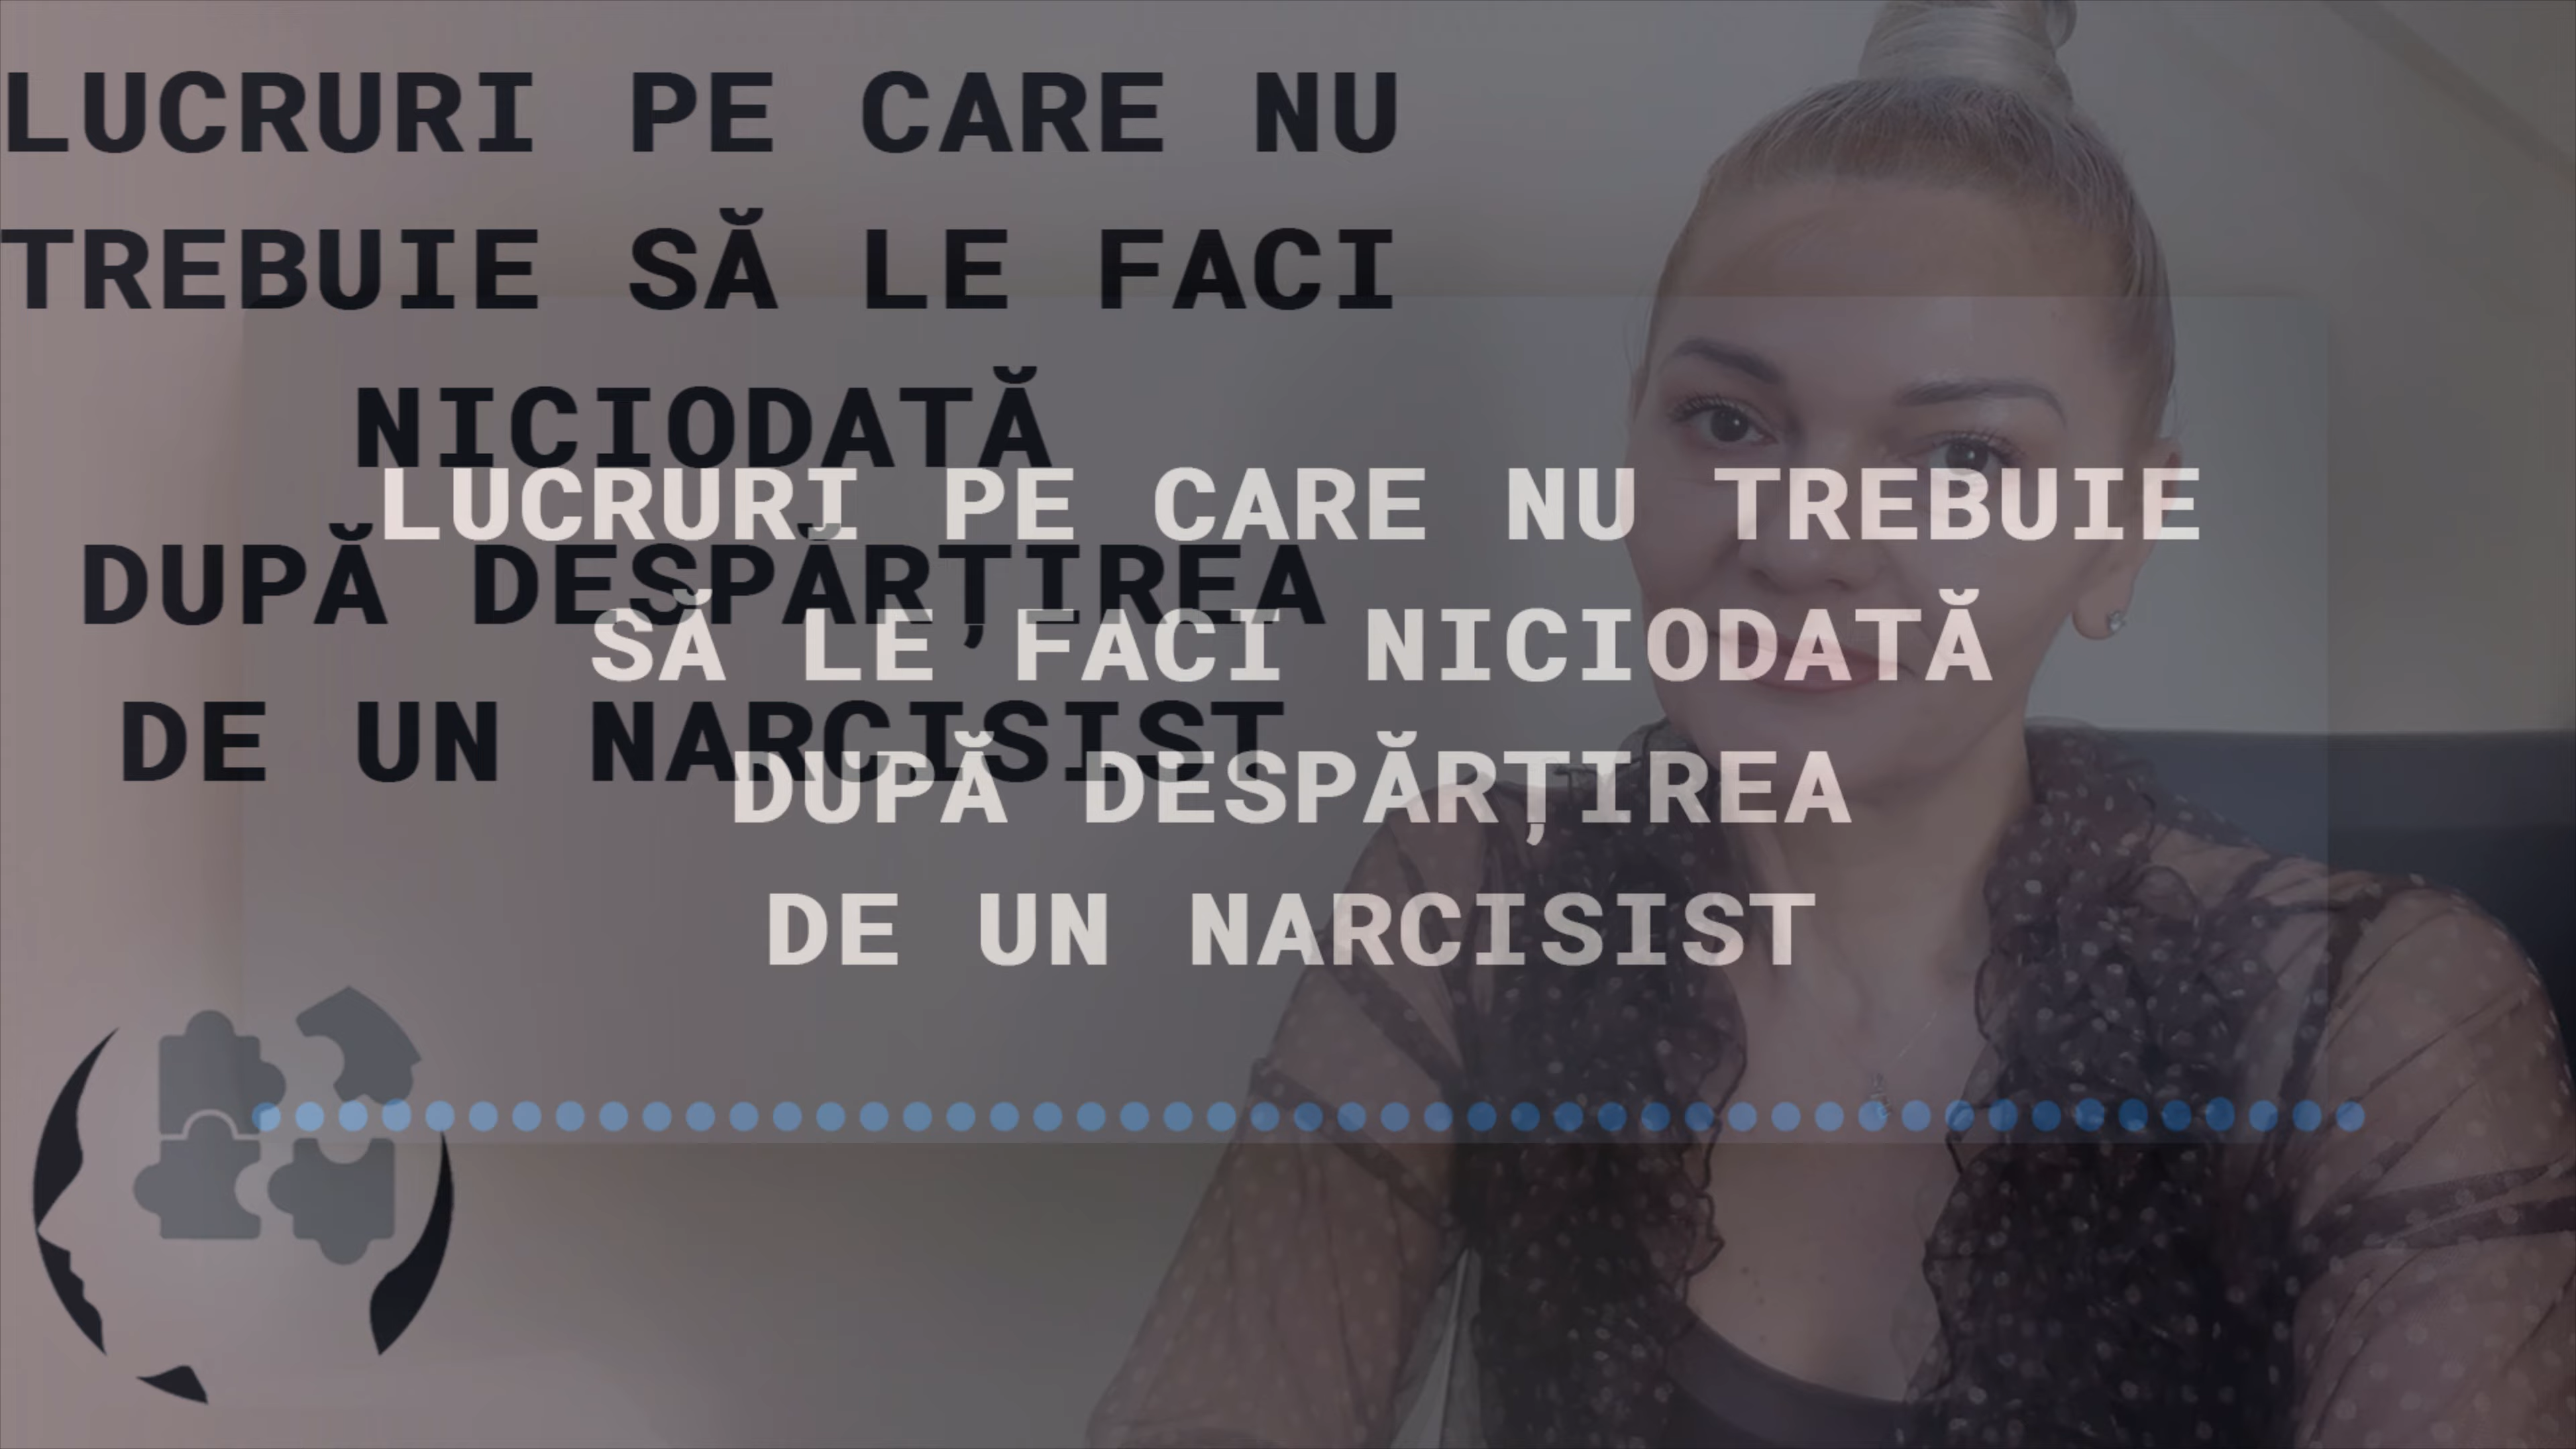 LUCRURI PE CARE NU
TREBUIE SĂ LE FACI
NICIODATĂ
DUPĂ DESPĂRȚIREA
DE UN NARCISIST
LUCRURI PE CARE NU TREBUIE
SĂ LE FACI NICIODATĂ
DUPĂ DESPĂRȚIREA
DE UN NARCISIST